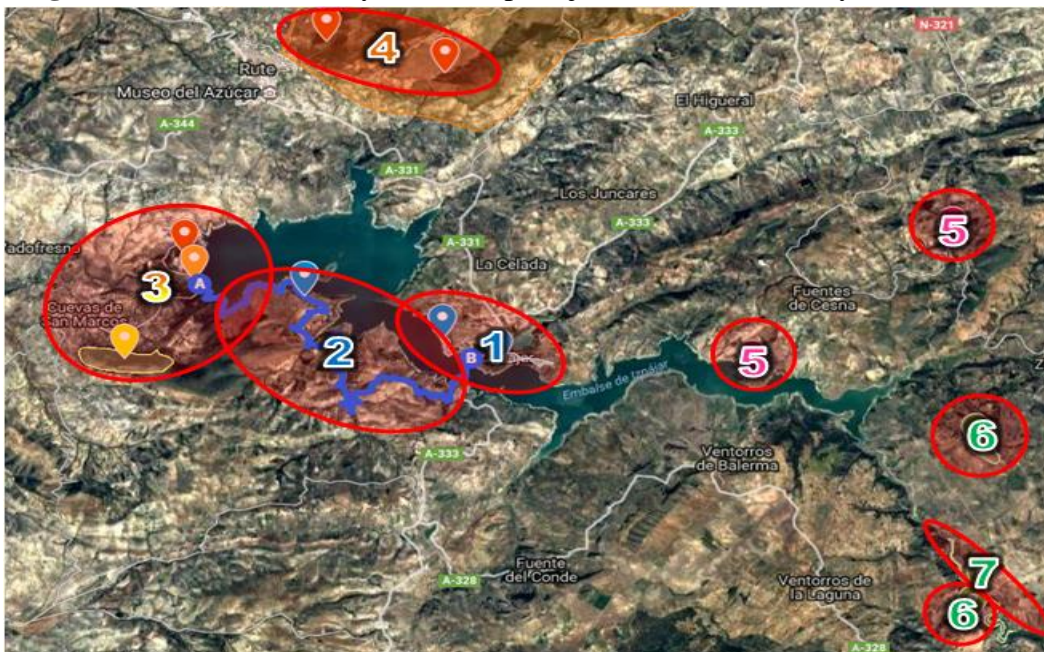 N-321
4
Rute
Museo del Azúcar
El Higueral
A-344
A-333
A-331
Los Juncares
A-333
5
A-331
La Celada
3
A
Cuevas de
San Marcos
Fuentes
de Cesna
2
1
B
5
Embalse de Iznájar
6
A-333
Ventorros
de Balerma
Fuente
del Conde
A-328
7
Ventorros de
la Laguna
6
A-328